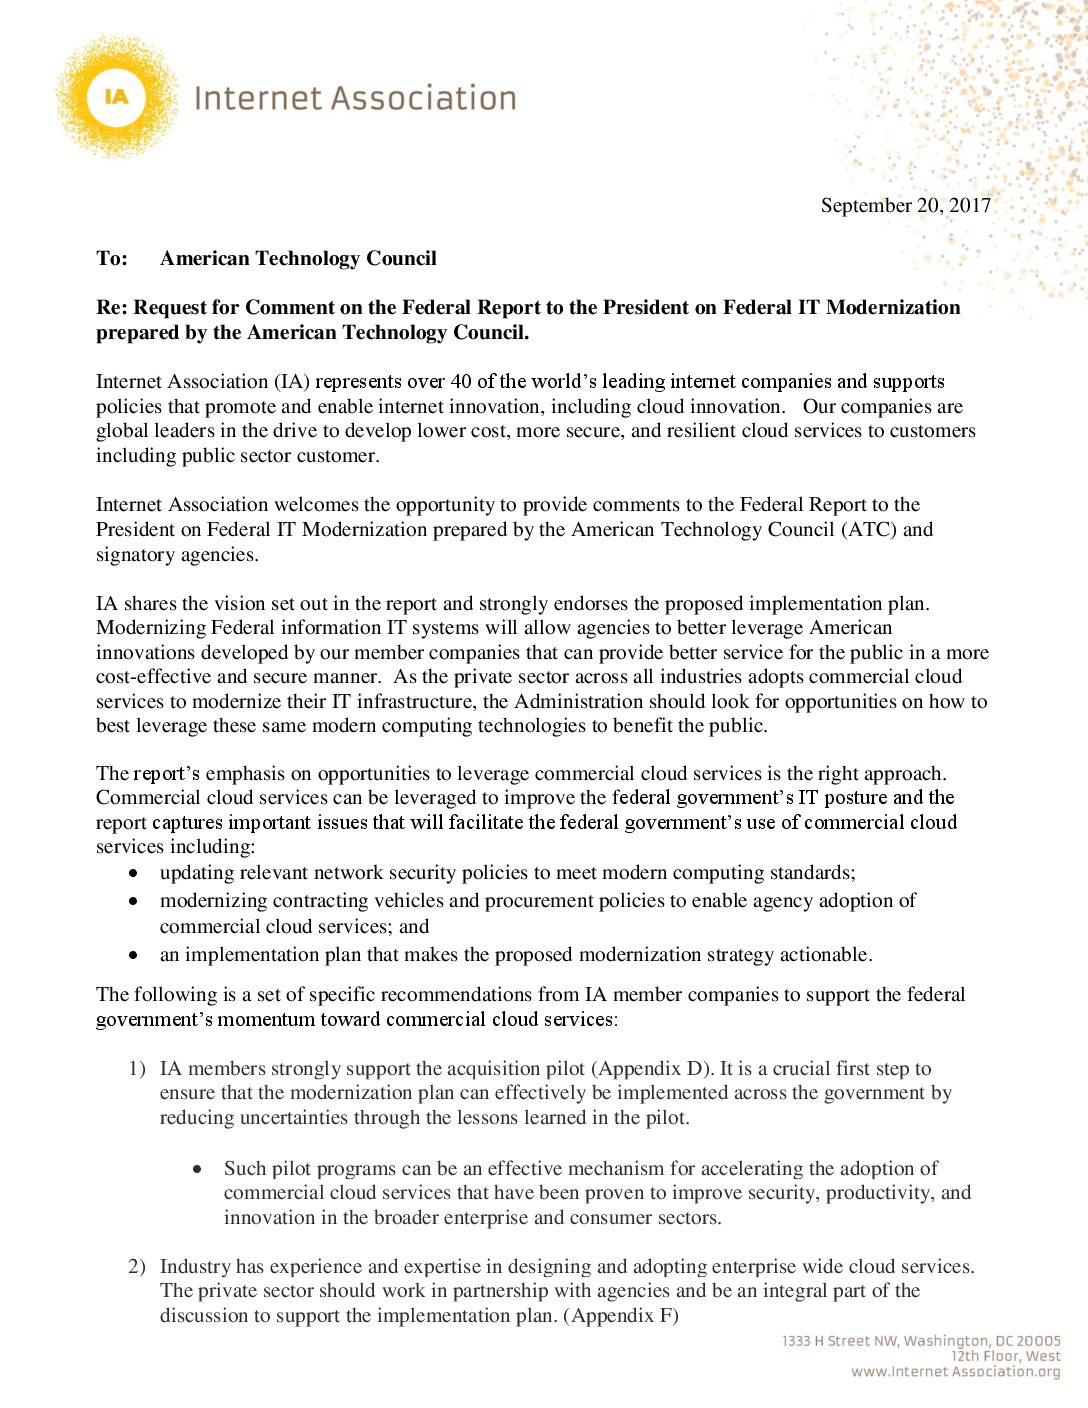 IA
Internet Association
September 20, 2017
To: American Technology Council
Re: Request for Comment on the Federal Report to the President on Federal IT Modernization
prepared by the American Technology Council.
Internet Association (IA) represents over 40 of the world’s leading internet companies and supports
policies that promote and enable internet innovation, including cloud innovation. Our companies are
global leaders in the drive to develop lower cost, more secure, and resilient cloud services to customers
including public sector customer.
Internet Association welcomes the opportunity to provide comments to the Federal Report to the
President on Federal IT Modernization prepared by the American Technology Council (ATC) and
signatory agencies.
IA shares the vision set out in the report and strongly endorses the proposed implementation plan.
Modernizing Federal information IT systems will allow agencies to better leverage American
innovations developed by our member companies that can provide better service for the public in a more
cost-effective and secure manner. As the private sector across all industries adopts commercial cloud
services to modernize their IT infrastructure, the Administration should look for opportunities on how to
best leverage these same modern computing technologies to benefit the public.
The report’s emphasis on opportunities to leverage commercial cloud services is the right approach.
Commercial cloud services can be leveraged to improve the federal government’s IT posture and the
report captures important issues that will facilitate the federal government’s use of commercial cloud
services including:
• updating relevant network security policies to meet modern computing standards;
• modernizing contracting vehicles and procurement policies to enable agency adoption of
commercial cloud services; and
• an implementation plan that makes the proposed modernization strategy actionable.
The following is a set of specific recommendations from IA member companies to support the federal
government’s momentum toward commercial cloud services:
1) IA members strongly support the acquisition pilot (Appendix D). It is a crucial first step to
ensure that the modernization plan can effectively be implemented across the government by
reducing uncertainties through the lessons learned in the pilot.
• Such pilot programs can be an effective mechanism for accelerating the adoption of
commercial cloud services that have been proven to improve security, productivity, and
innovation in the broader enterprise and consumer sectors.
2) Industry has experience and expertise in designing and adopting enterprise wide cloud services.
The private sector should work in partnership with agencies and be an integral part of the
discussion to support the implementation plan. (Appendix F)
1333 H Street NW, Washington, DC 20005
12th Floor, West
www.Internet Association.org